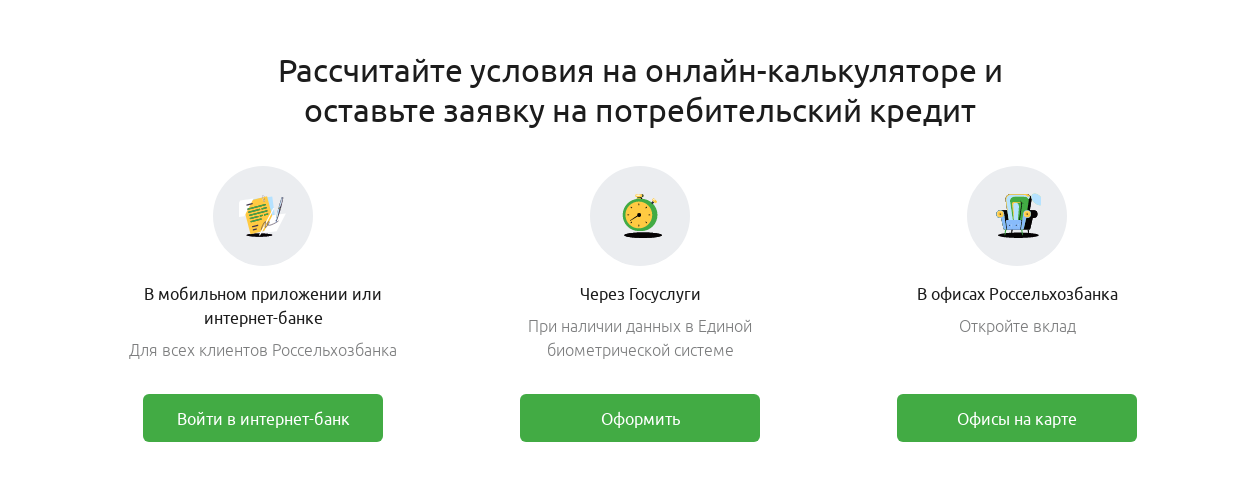 Рассчитайте условия на онлайн-калькуляторе и
оставьте заявку на потребительский кредит
В мобильном приложении или
интернет-банке
Для всех клиентов Россельхозбанка
Войти в интернет-банк
Через Госуслуги
При наличии данных в Единой
биометрической системе
Оформить
В офисах Россельхозбанка
Откройте вклад
Офисы на карте